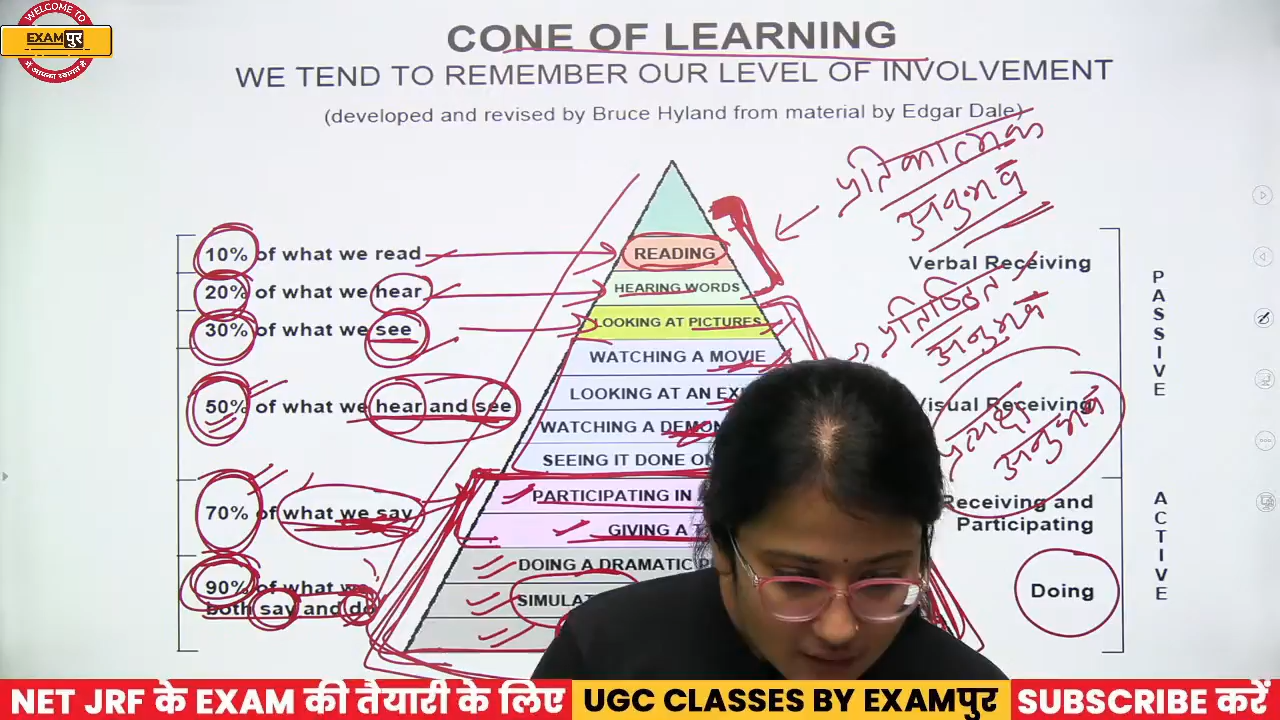 WELCOME TO
EXAMपुर
में आपका स्वागत है
CONE OF LEARNING
WE TEND TO REMEMBER OUR LEVEL OF INVOLVEMENT
(developed and revised by Bruce Hyland from material by Edgar Dale)
10% of what we read
20% of what we hear
30% of what we see
50% of what we hear and see
70% of what we say
90% of what we
both say and do
READING
HEARING WORDS
LOOKING AT PICTURES
WATCHING A MOVIE
LOOKING AT AN
WATCHING A
SEEING IT DONE
PARTICIPATING IN
GIVING A
DOING A DRAMATIC
प्रतिकात्मक
अनुभव
Verbal Receiving
अनुभव
Visual Receiving
प्रत्यक्ष
अनुभव
Receiving and
Participating
Doing
PASSIVE
ACTIVE
NET JRF के EXAM की तैयारी के लिए
UGC CLASSES BY EXAMपुर
SUBSCRIBE करें